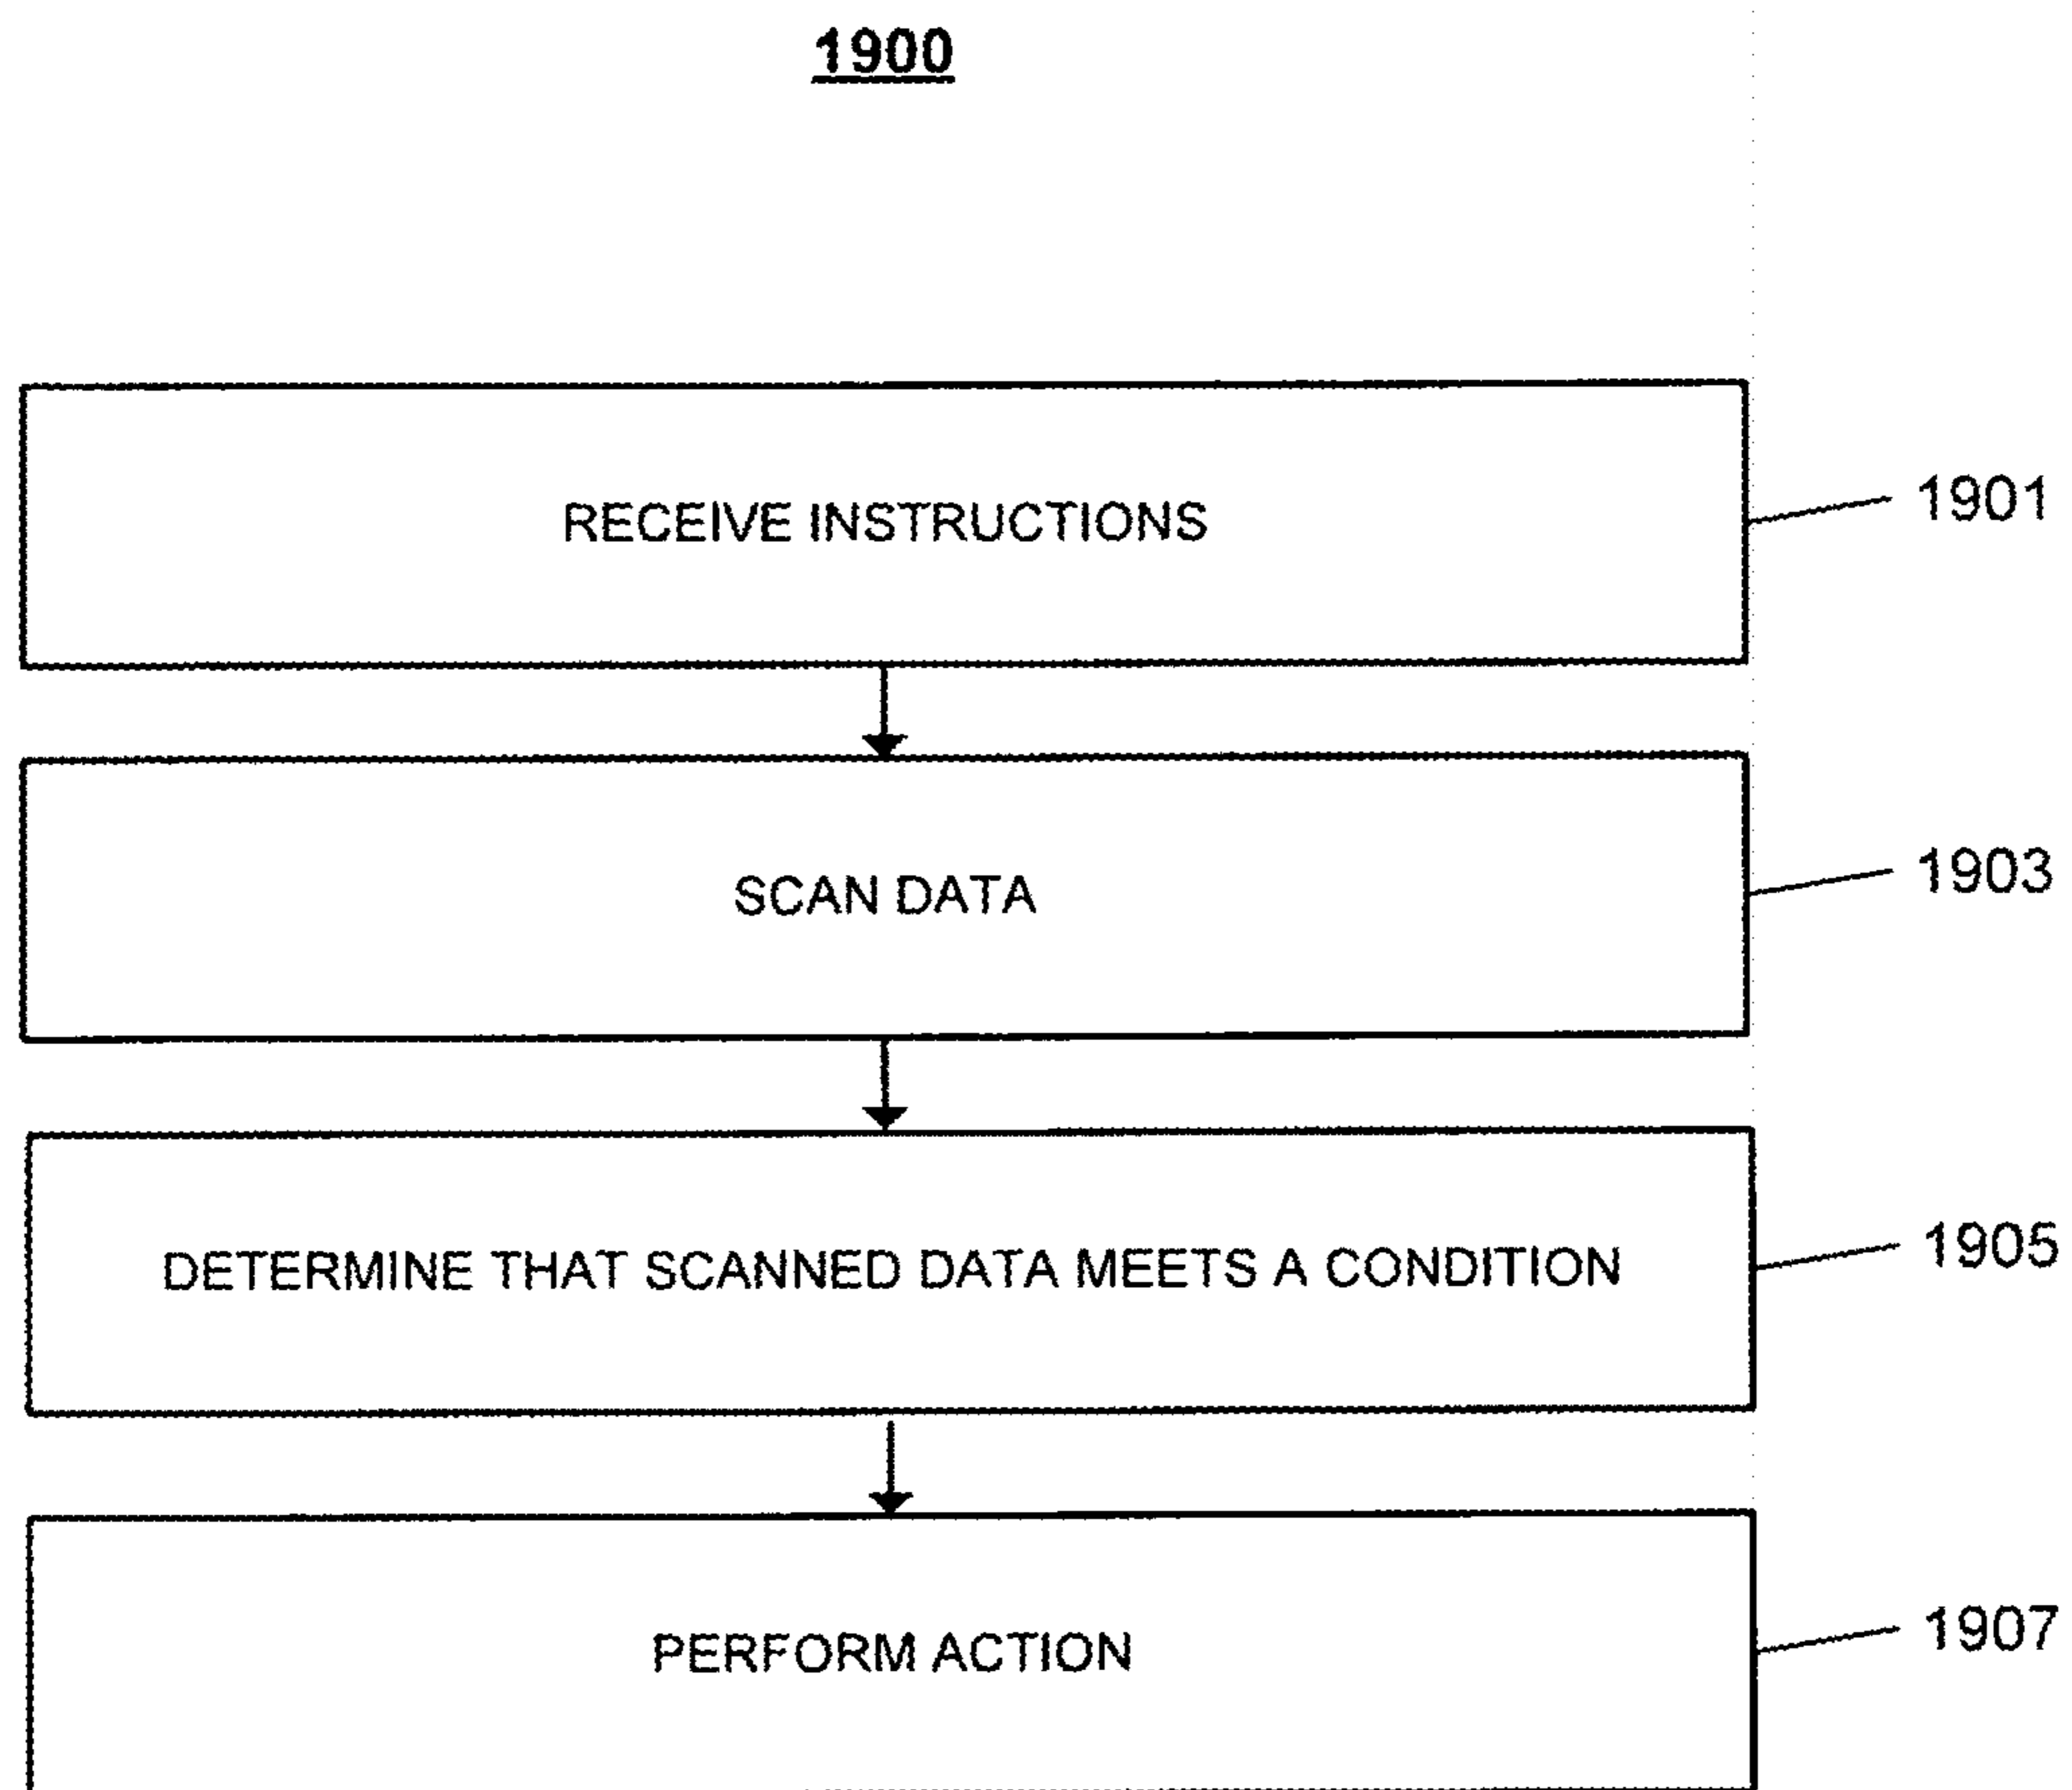 1900
RECEIVE INSTRUCTIONS
1901
SCAN DATA
1903
DETERMINE THAT SCANNED DATA MEETS A CONDITION
1905
PERFORM ACTION
1907